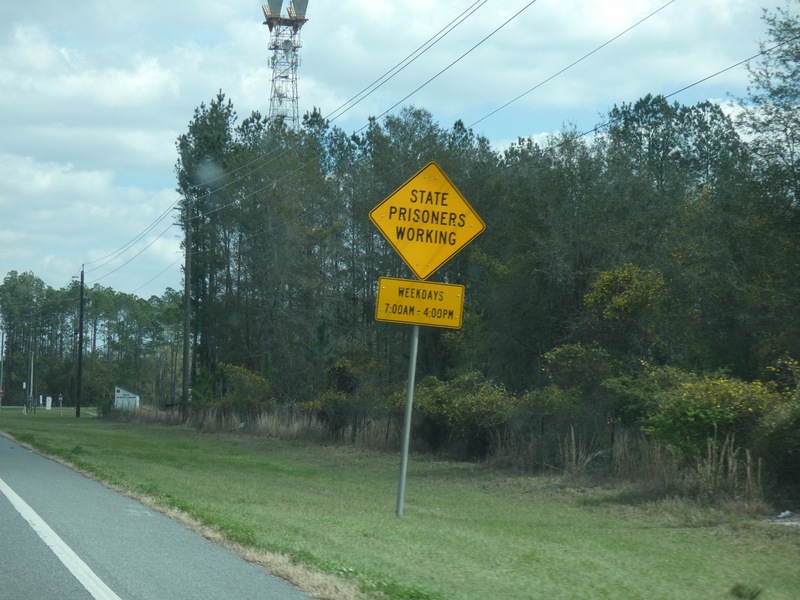 STATE
PRISONERS
WORKING
WEEKDAYS
7:00AM - 4:00PM